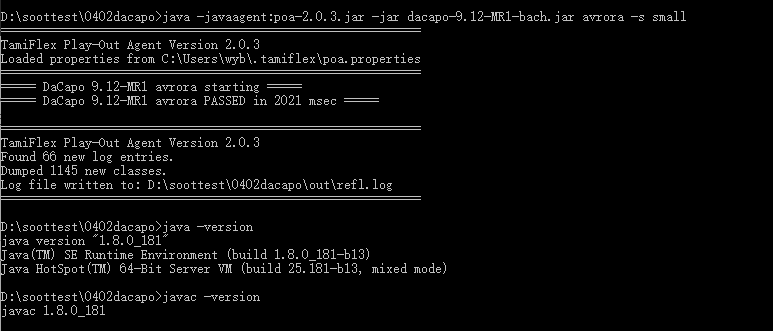 D:\soottest\0402dacapo>java -javaagent:poa-2.0.3.jar -jar dacapo-9.12-MR1-bach.jar avrora -s small
============================================================
TamiFlex Play-Out Agent Version 2.0.3
Loaded properties from C:\Users\wyb\.tamiflex\poa.properties
============================================================
===== DaCapo 9.12-MR1 avrora starting =====
===== DaCapo 9.12-MR1 avrora PASSED in 2021 msec =====
============================================================
TamiFlex Play-Out Agent Version 2.0.3
Found 66 new log entries.
Dumped 1145 new classes.
Log file written to: D:\soottest\0402dacapo\out\refl.log
============================================================
D:\soottest\0402dacapo>java -version
java version "1.8.0_181"
Java(TM) SE Runtime Environment (build 1.8.0_181-b13)
Java HotSpot(TM) 64-Bit Server VM (build 25.181-b13, mixed mode)
D:\soottest\0402dacapo>javac -version
javac 1.8.0_181